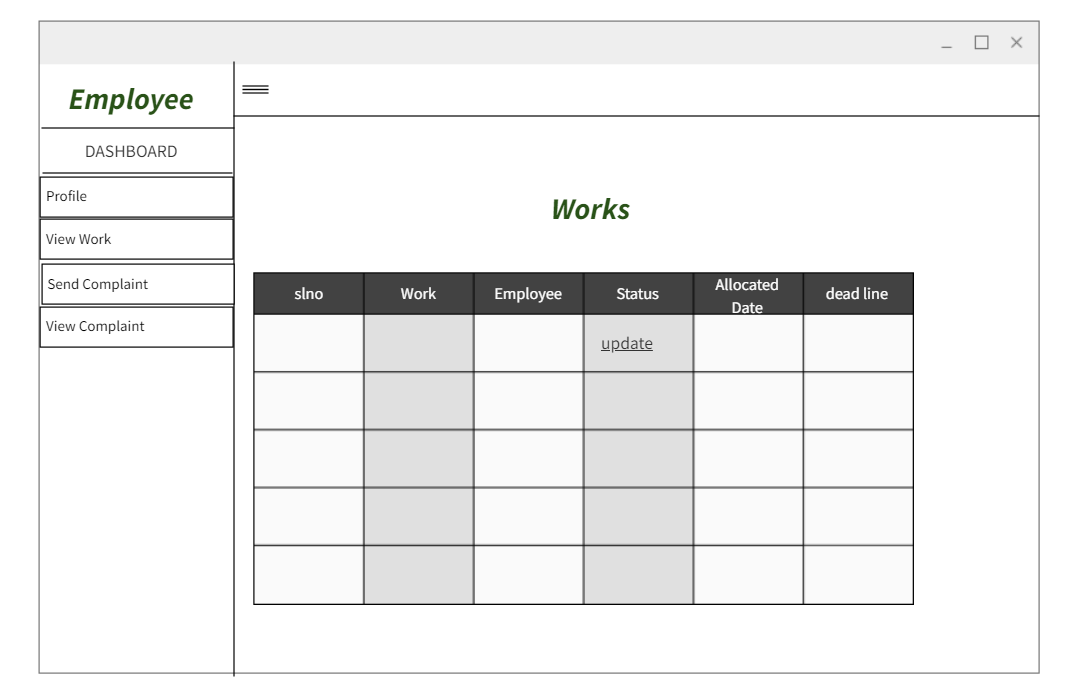 Employee
DASHBOARD
Profile
View Work
Send Complaint
View Complaint
Works
slno Work Employee Status Allocated Date dead line
update